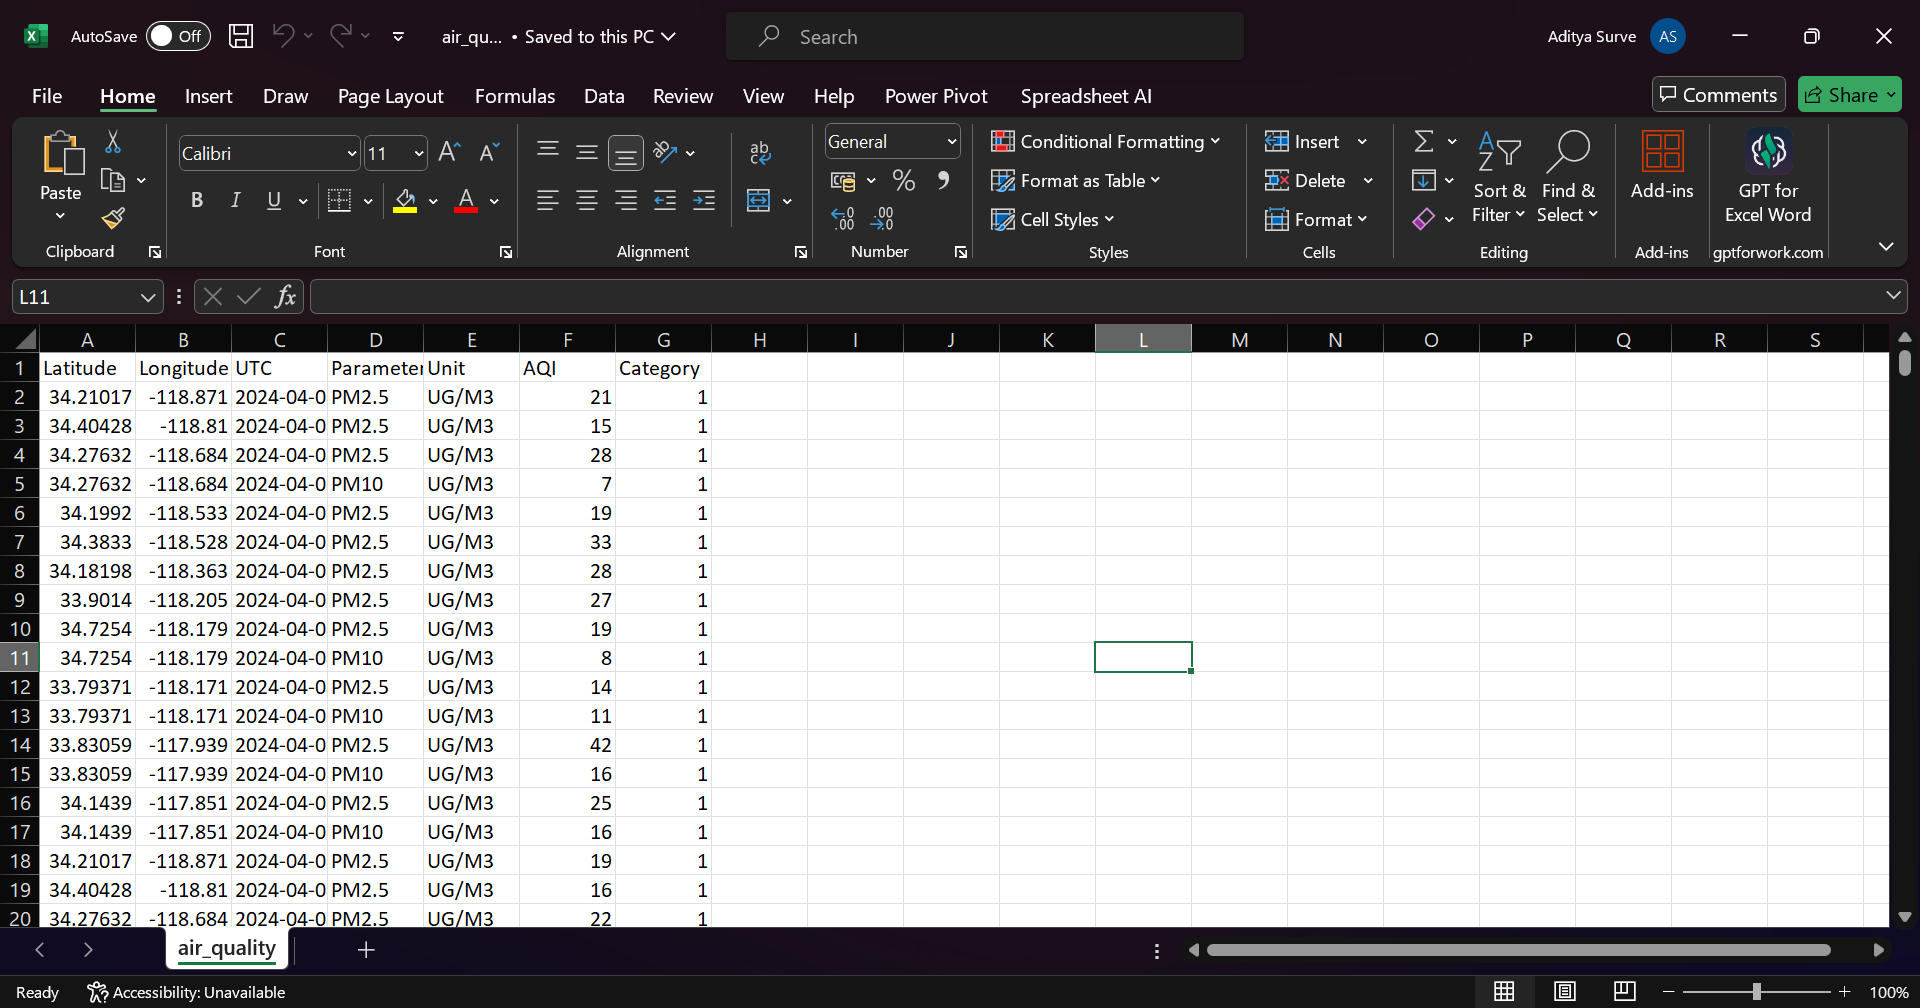 AutoSave Off air_qu... • Saved to this PC Search Aditya Surve AS
File Home Insert Draw Page Layout Formulas Data Review View Help Power Pivot Spreadsheet AI Comments Share
Paste Calibri 11 General Conditional Formatting Insert
B I U A ab % Format as Table Delete Sort & Find & Add-ins GPT for
Cell Styles Format Filter Select Excel Word
Clipboard Font Alignment Number Styles Cells Editing Add-ins gptforwork.com
L11 fx
A B C D E F G H I J K L M N O P Q R S
1 Latitude Longitude UTC Parameter Unit AQI Category
2 34.21017 -118.871 2024-04-0 PM2.5 UG/M3 21 1
3 34.40428 -118.81 2024-04-0 PM2.5 UG/M3 15 1
4 34.27632 -118.684 2024-04-0 PM2.5 UG/M3 28 1
5 34.27632 -118.684 2024-04-0 PM10 UG/M3 7 1
6 34.1992 -118.533 2024-04-0 PM2.5 UG/M3 19 1
7 34.3833 -118.528 2024-04-0 PM2.5 UG/M3 33 1
8 34.18198 -118.363 2024-04-0 PM2.5 UG/M3 28 1
9 33.9014 -118.205 2024-04-0 PM2.5 UG/M3 27 1
10 34.7254 -118.179 2024-04-0 PM2.5 UG/M3 19 1
11 34.7254 -118.179 2024-04-0 PM10 UG/M3 8 1
12 33.79371 -118.171 2024-04-0 PM2.5 UG/M3 14 1
13 33.79371 -118.171 2024-04-0 PM10 UG/M3 11 1
14 33.83059 -117.939 2024-04-0 PM2.5 UG/M3 42 1
15 33.83059 -117.939 2024-04-0 PM10 UG/M3 16 1
16 34.1439 -117.851 2024-04-0 PM2.5 UG/M3 25 1
17 34.1439 -117.851 2024-04-0 PM10 UG/M3 16 1
18 34.21017 -118.871 2024-04-0 PM2.5 UG/M3 19 1
19 34.40428 -118.81 2024-04-0 PM2.5 UG/M3 16 1
20 34.27632 -118.684 2024-04-0 PM2.5 UG/M3 22 1
air_quality
Ready Accessibility: Unavailable 100%